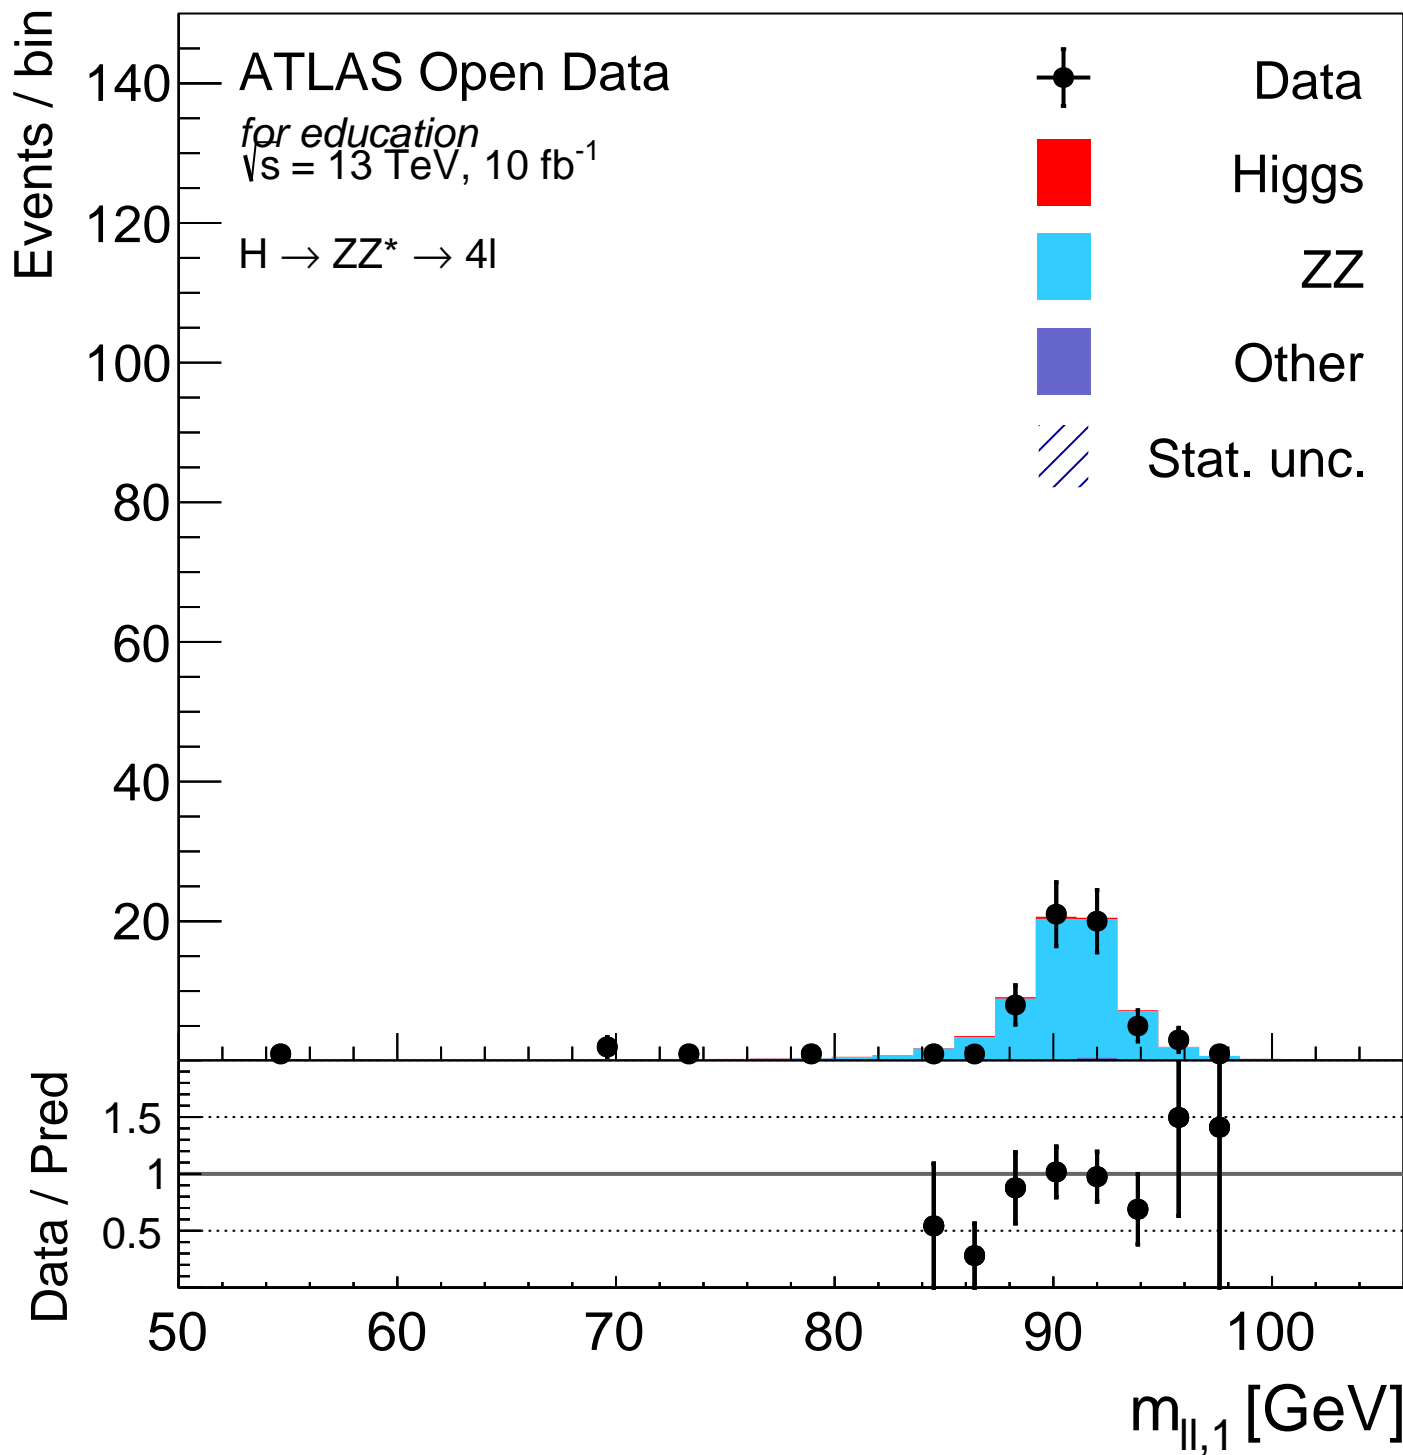 Events / bin
140
120
100
80
60
40
20
ATLAS Open Data
for education
√s = 13 TeV, 10 fb⁻¹
H → ZZ* → 4l
Data
Higgs
ZZ
Other
Stat. unc.
Data / Pred
1.5
1
0.5
50 60 70 80 90 100
m_{ll,1} [GeV]